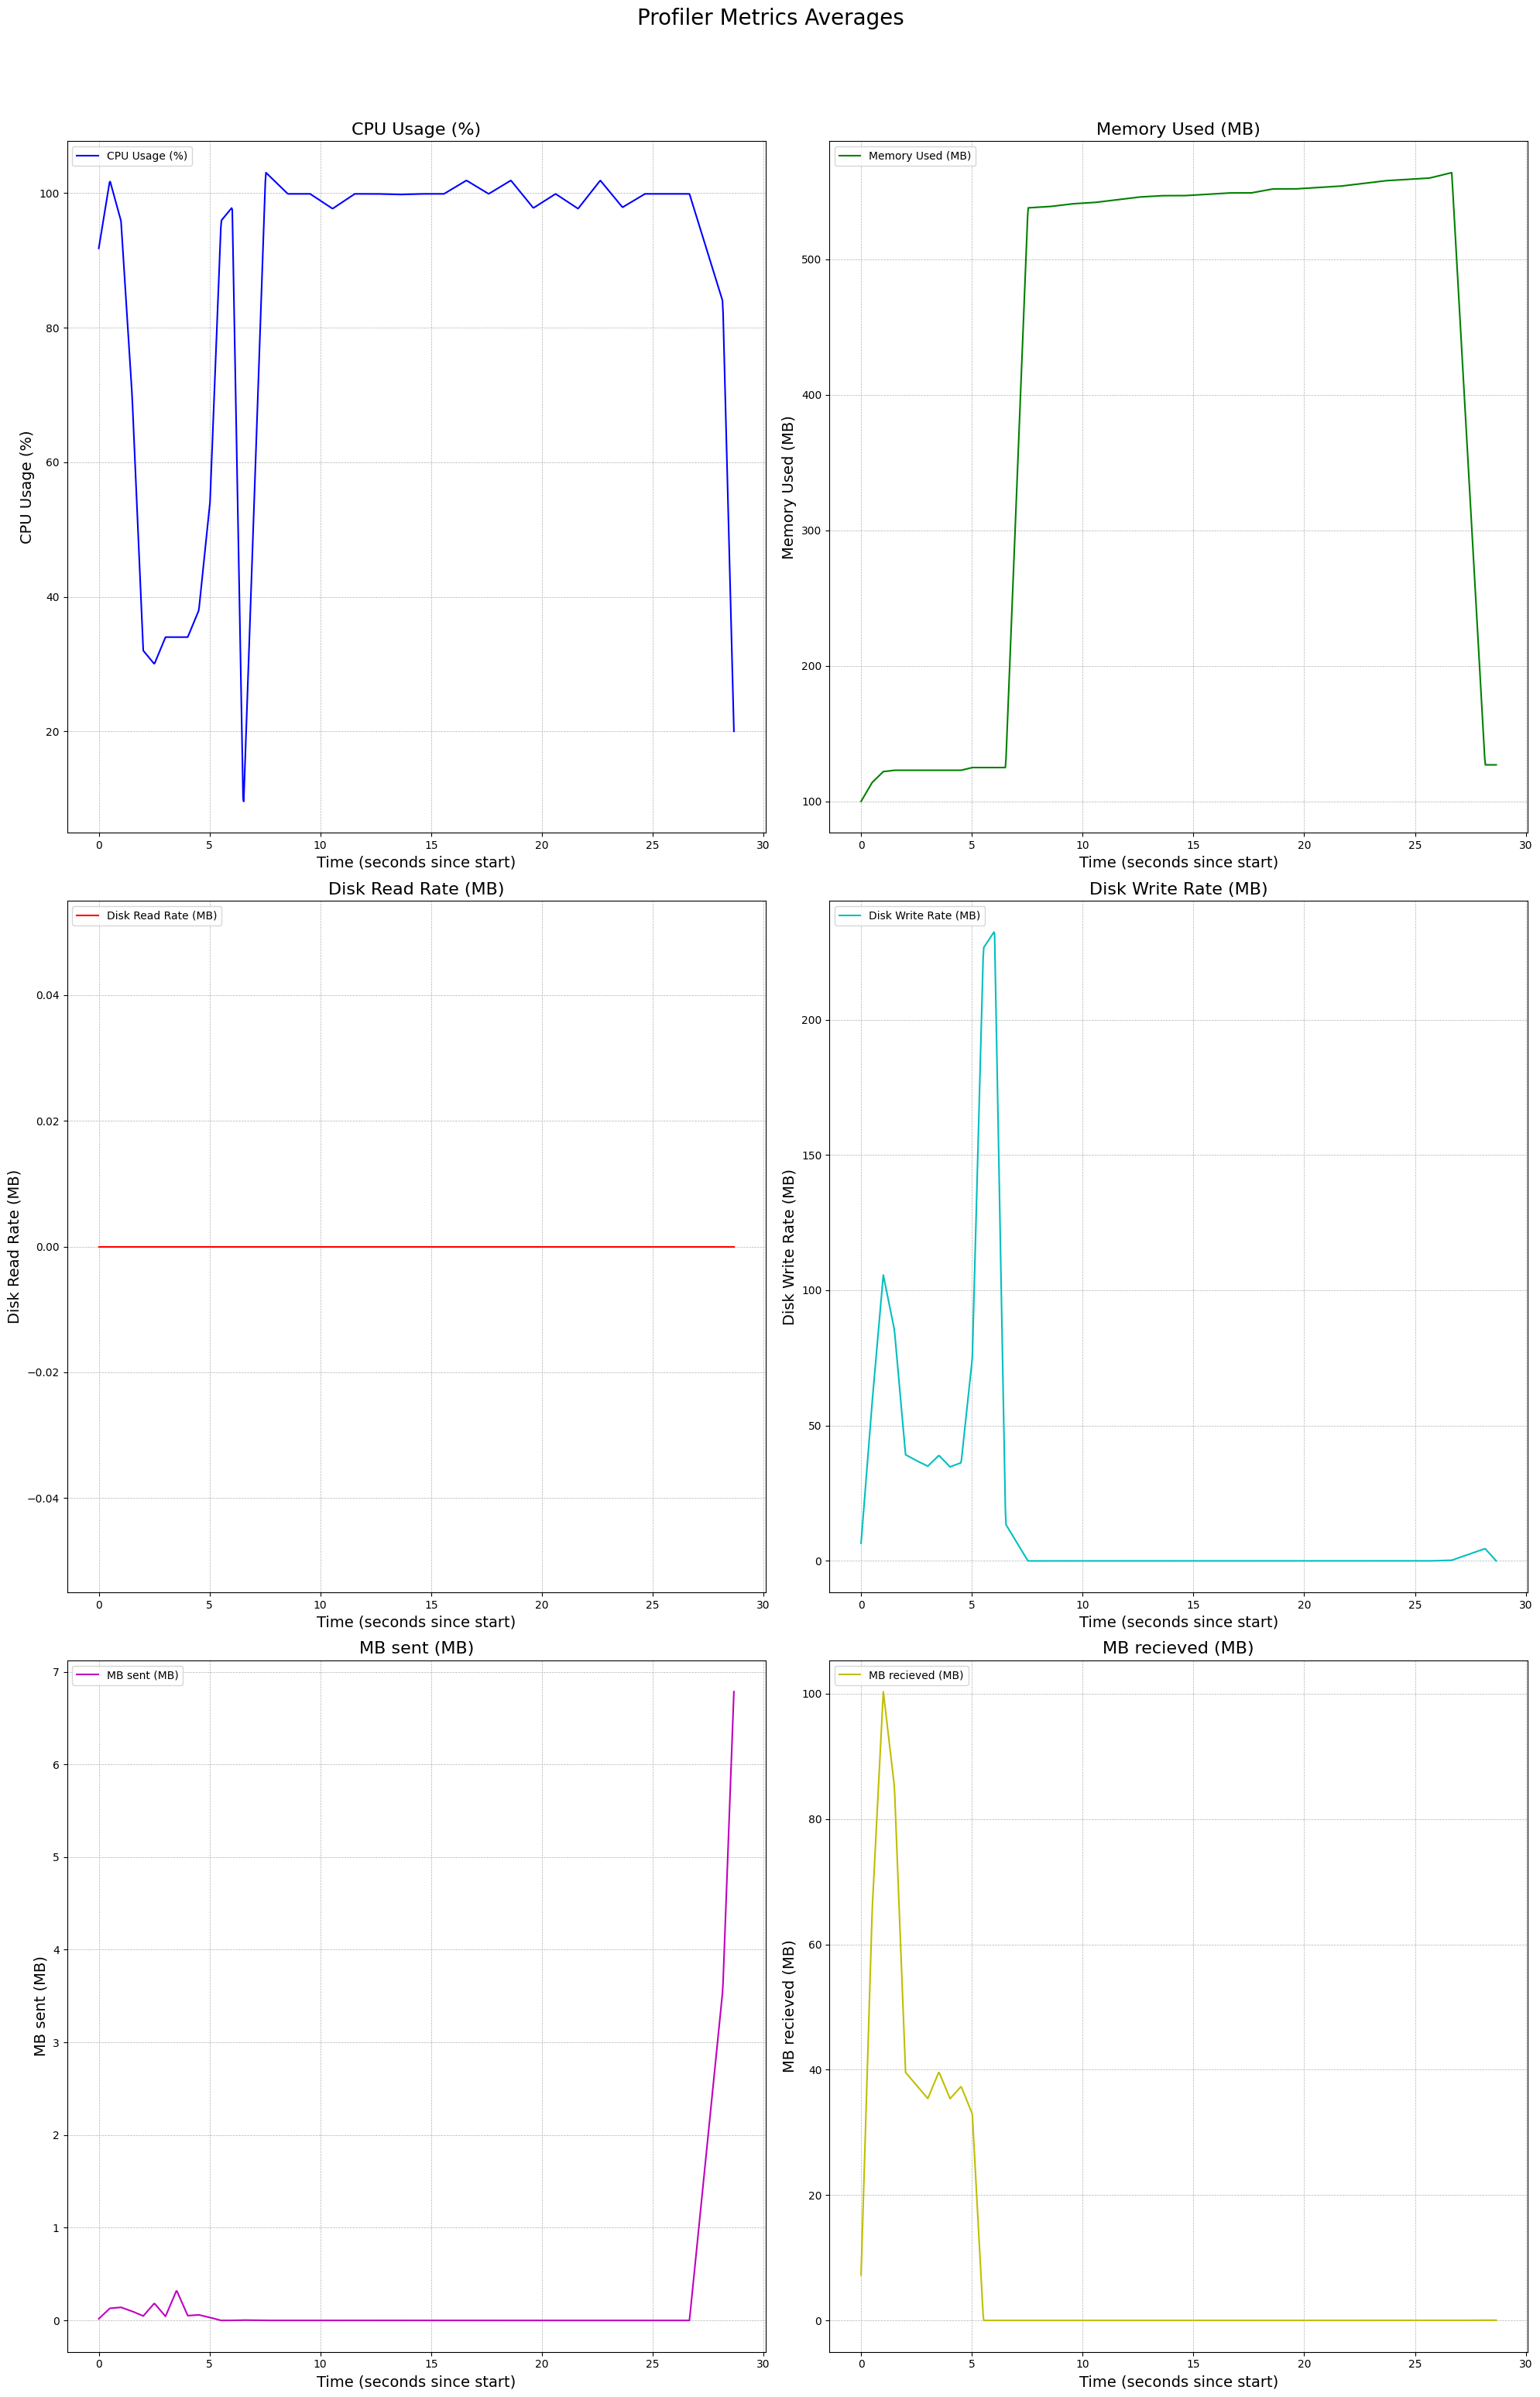 Profiler Metrics Averages
CPU Usage (%)
CPU Usage (%)
100
80
60
40
20
CPU Usage (%)
0 5 10 15 20 25 30
Time (seconds since start)
Memory Used (MB)
Memory Used (MB)
500
400
300
200
100
Memory Used (MB)
0 5 10 15 20 25 30
Time (seconds since start)
Disk Read Rate (MB)
Disk Read Rate (MB)
0.04
0.02
0.00
−0.02
−0.04
Disk Read Rate (MB)
0 5 10 15 20 25 30
Time (seconds since start)
Disk Write Rate (MB)
Disk Write Rate (MB)
200
150
100
50
0
Disk Write Rate (MB)
0 5 10 15 20 25 30
Time (seconds since start)
MB sent (MB)
MB sent (MB)
7
6
5
4
3
2
1
0
MB sent (MB)
0 5 10 15 20 25 30
Time (seconds since start)
MB recieved (MB)
MB recieved (MB)
100
80
60
40
20
0
MB recieved (MB)
0 5 10 15 20 25 30
Time (seconds since start)